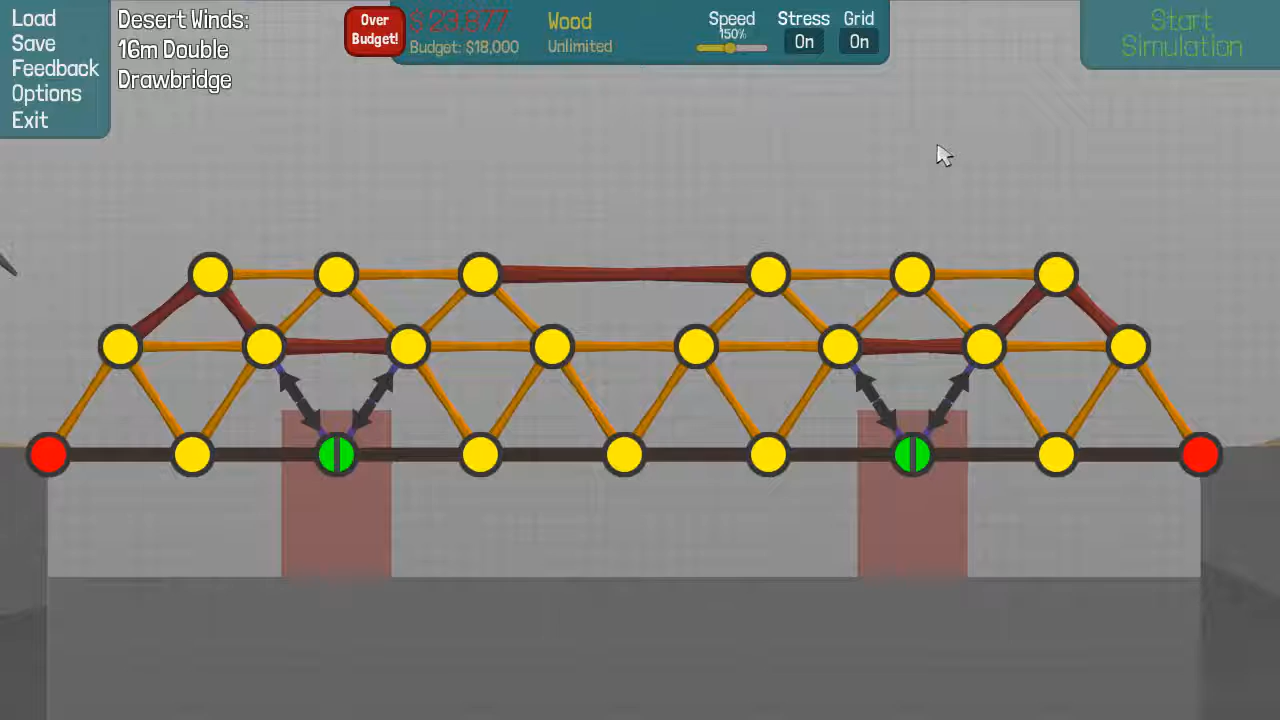 Load
Save
Feedback
Options
Exit
Desert Winds:
16m Double
Drawbridge
Over
Budget!
$ 23,877
Budget: $18,000
Wood
Unlimited
Speed
150%
Stress
On
Grid
On
Start
Simulation